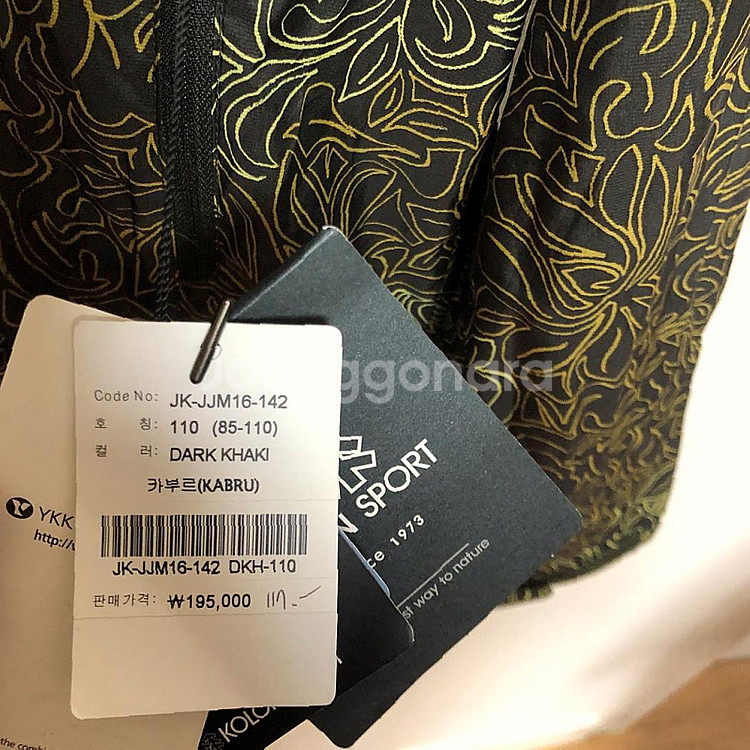 Code No: JK-JJM16-142
호 칭: 110 (85-110)
컬 러: DARK KHAKI
카부르(KABRU)
JK-JJM16-142 DKH-110
판매가격: ₩195,000
YKK
http://
N SPORT
ce 1973
st way to nature
KOLO
the